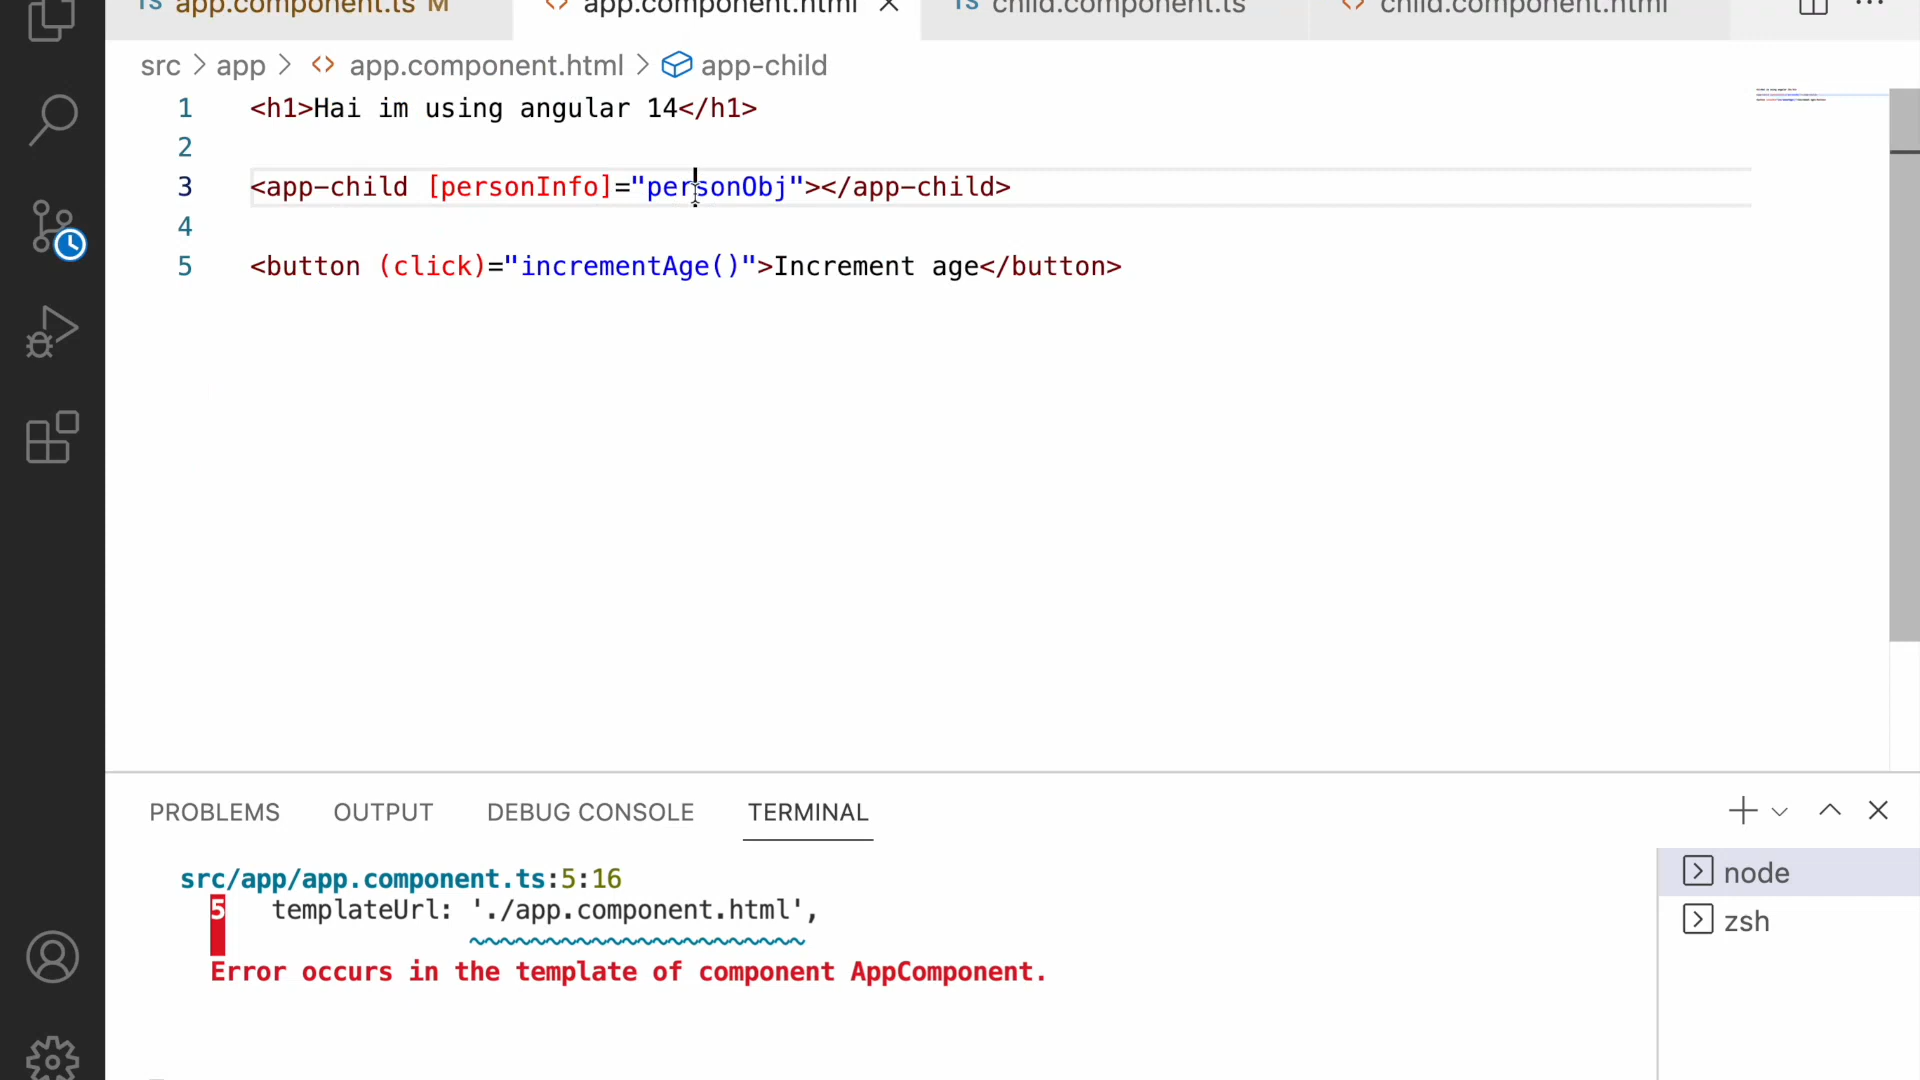 TS app.component.ts M
<> app.component.html
TS child.component.ts
<> child.component.html
src > app > <> app.component.html > app-child
1 <h1>Hai im using angular 14</h1>
2
3 <app-child [personInfo]="personObj"></app-child>
4
5 <button (click)="incrementAge()">Increment age</button>
PROBLEMS OUTPUT DEBUG CONSOLE TERMINAL
src/app/app.component.ts:5:16
5 templateUrl: './app.component.html',
~~~~~~~~~~~~~~~~~~~~~~
Error occurs in the template of component AppComponent.
node
zsh